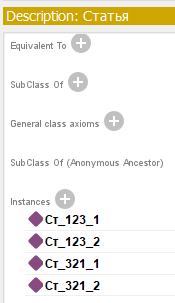 Description: Статья
Equivalent To
SubClass Of
General class axioms
SubClass Of (Anonymous Ancestor)
Instances
Ст_123_1
Ст_123_2
Ст_321_1
Ст_321_2